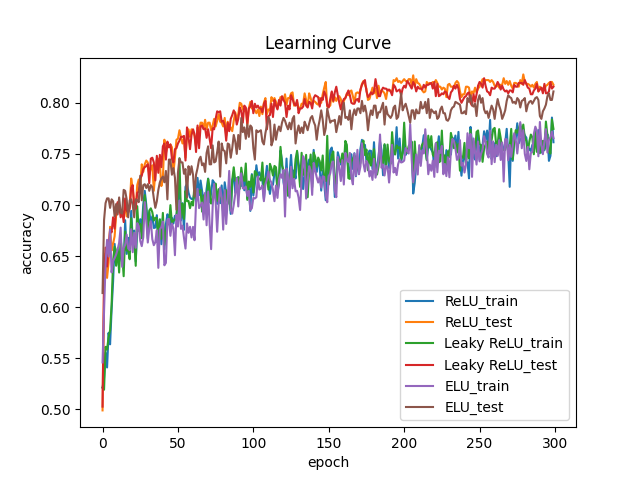 Learning Curve
accuracy
0.80
0.75
0.70
0.65
0.60
0.55
0.50
ReLU_train
ReLU_test
Leaky ReLU_train
Leaky ReLU_test
ELU_train
ELU_test
0 50 100 150 200 250 300
epoch